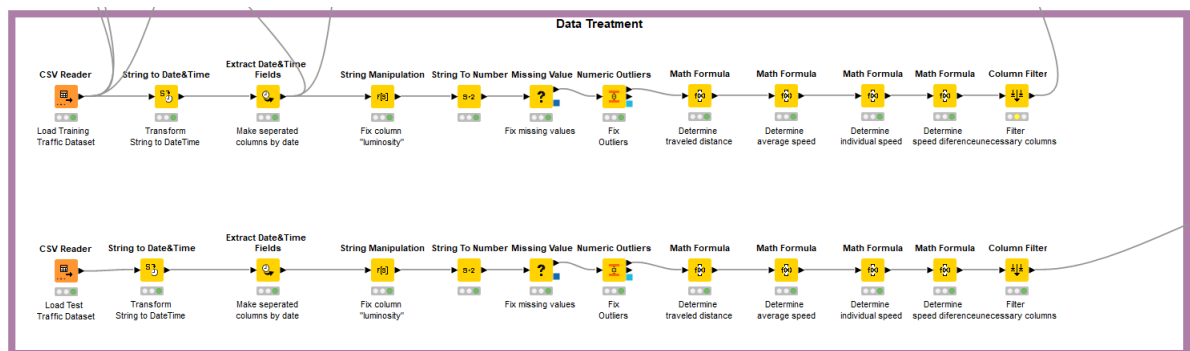 Data Treatment
CSV Reader
String to Date&Time
Extract Date&Time
Fields
String Manipulation
String To Number
Missing Value
Numeric Outliers
Math Formula
Math Formula
Math Formula
Math Formula
Column Filter
r[s]
S→2
?
f(x)
f(x)
f(x)
f(x)
Load Training
Traffic Dataset
Transform
String to DateTime
Make seperated
columns by date
Fix column
"luminosity"
Fix missing values
Fix
Outliers
Determine
traveled distance
Determine
average speed
Determine
individual speed
Determine
speed diference
Filter
unecessary columns
CSV Reader
String to Date&Time
Extract Date&Time
Fields
String Manipulation
String To Number
Missing Value
Numeric Outliers
Math Formula
Math Formula
Math Formula
Math Formula
Column Filter
r[s]
S→2
?
f(x)
f(x)
f(x)
f(x)
Load Test
Traffic Dataset
Transform
String to DateTime
Make seperated
columns by date
Fix column
"luminosity"
Fix missing values
Fix
Outliers
Determine
traveled distance
Determine
average speed
Determine
individual speed
Determine
speed diference
Filter
unecessary columns